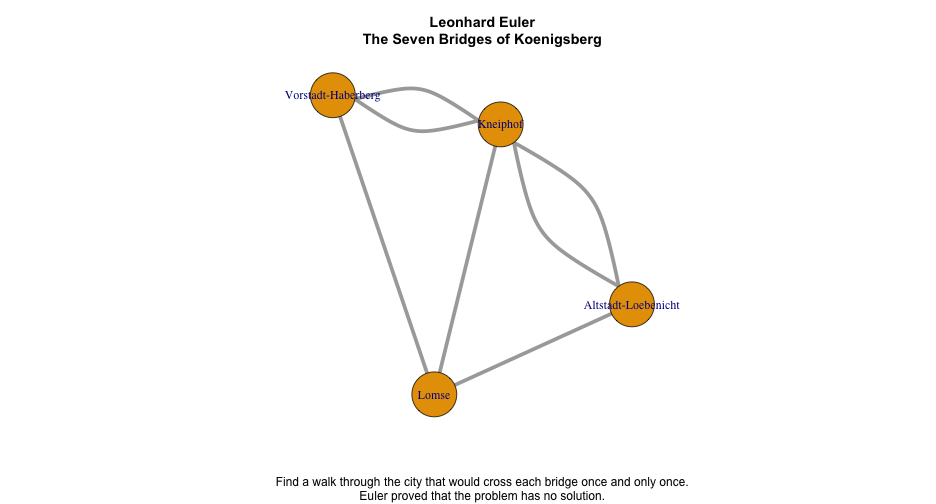 Leonhard Euler
The Seven Bridges of Koenigsberg
Vorstadt-Haberberg
Kneiphof
Altstadt-Loebenicht
Lomse
Find a walk through the city that would cross each bridge once and only once.
Euler proved that the problem has no solution.